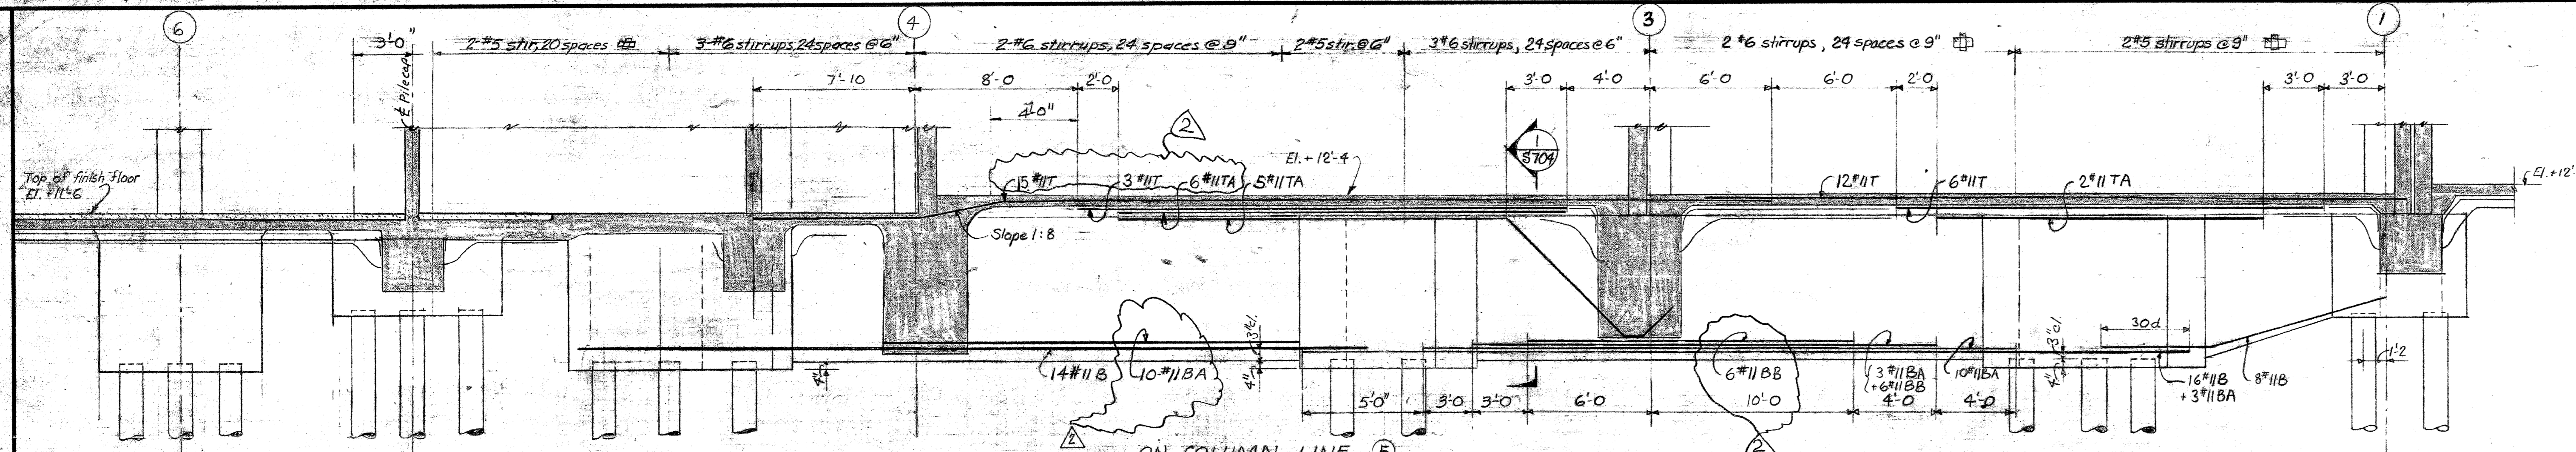 6
4
3
1
3'-0"
2-#5 stir, 20 spaces
3-#6 stirrups, 24 spaces @ 6"
2-#6 stirrups, 24 spaces @ 9"
2-#5 stir. @ 6"
3#6 stirrups, 24 spaces @ 6"
2 #6 stirrups, 24 spaces @ 9"
2#5 stirrups @ 9"
℄ Pilecap
7'-10
8'-0
2'-0
3'-0
4'-0
6'-0
6'-0
2'-0
3'-0
3'-0
4'-0"
2
1
S704
El. + 12'-4
Top of finish floor
El. +11'-6
15 #11T
3 #11T
6 #11TA
5 #11TA
12 #11T
6 #11T
2 #11 TA
El. +12'
Slope 1:8
30d
3"cl.
3"cl.
1'-2
4"
14 #11 B
10-#11 BA
4"
6 #11 BB
3 #11 BA
+6 #11 BB
10 #11 BA
4"
16 #11 B
+ 3 #11 BA
8 #11 B
5'-0"
3'-0
3'-0
6'-0
10'-0
4'-0
4'-0
2
2
ON COLUMN LINE 5